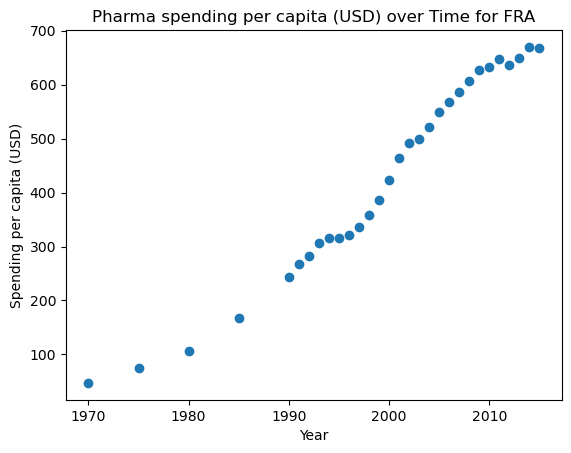 Pharma spending per capita (USD) over Time for FRA
Spending per capita (USD)
700
600
500
400
300
200
100
1970 1980 1990 2000 2010
Year